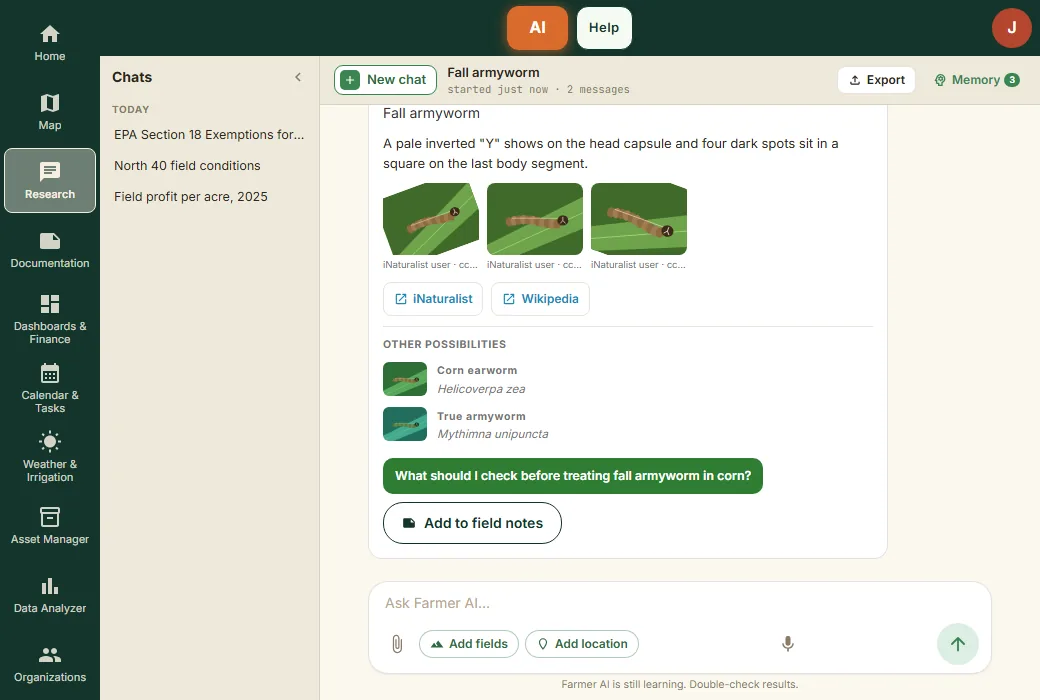 AI
Help
J
Home
Map
Research
Documentation
Dashboards &
Finance
Calendar &
Tasks
Weather &
Irrigation
Asset Manager
Data Analyzer
Organizations
Chats
TODAY
EPA Section 18 Exemptions for...
North 40 field conditions
Field profit per acre, 2025
New chat
Fall armyworm
started just now · 2 messages
Export
Memory 3
Fall armyworm
A pale inverted "Y" shows on the head capsule and four dark spots sit in a
square on the last body segment.
iNaturalist user · cc...
iNaturalist user · cc...
iNaturalist user · cc...
iNaturalist
Wikipedia
OTHER POSSIBILITIES
Corn earworm
Helicoverpa zea
True armyworm
Mythimna unipuncta
What should I check before treating fall armyworm in corn?
Add to field notes
Ask Farmer AI...
Add fields
Add location
Farmer AI is still learning. Double-check results.